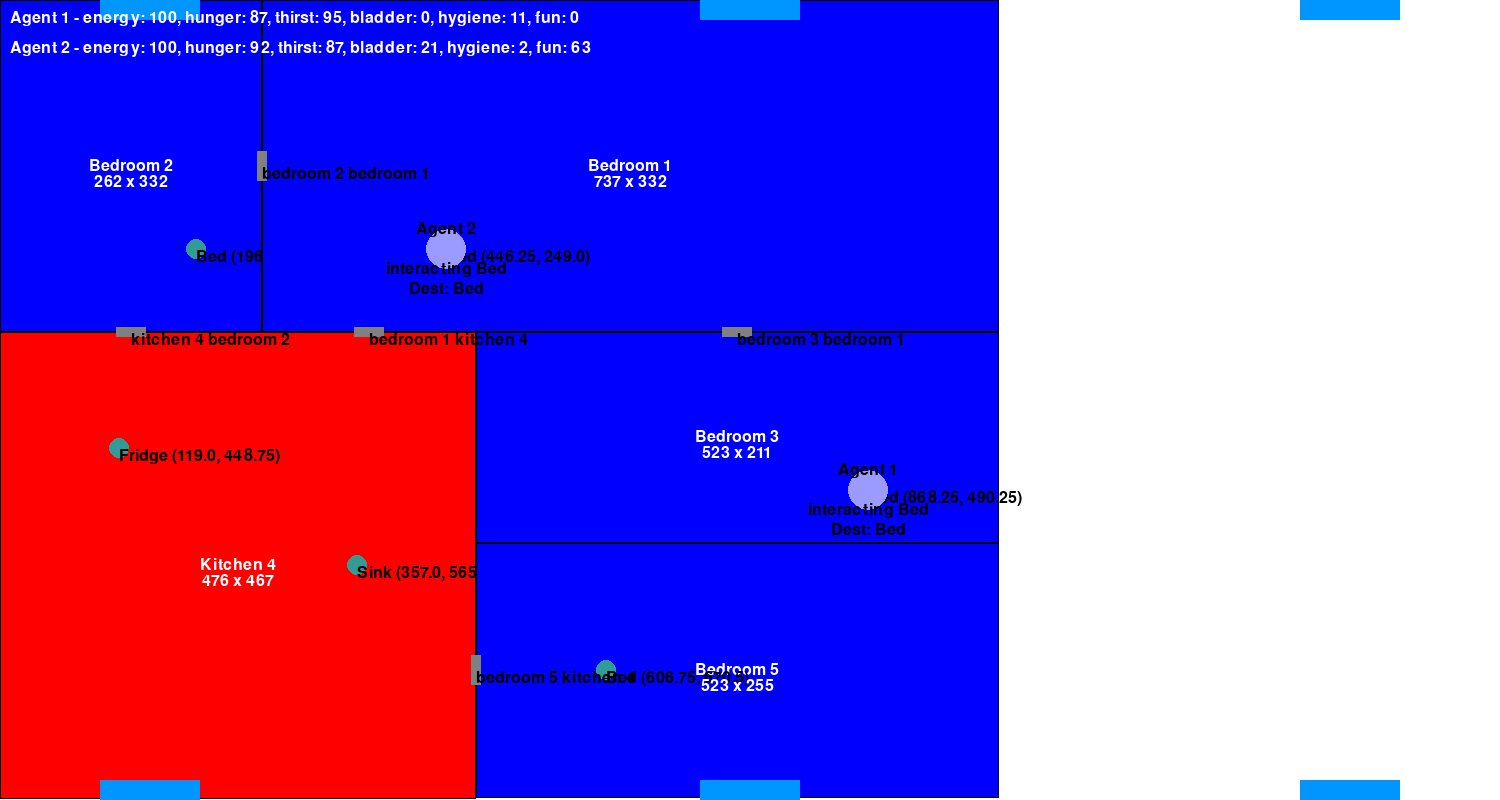 Agent 1 - energy: 100, hunger: 87, thirst: 95, bladder: 0, hygiene: 11, fun: 0
Agent 2 - energy: 100, hunger: 92, thirst: 87, bladder: 21, hygiene: 2, fun: 63
Bedroom 2
262 x 332
bedroom 2 bedroom 1
Bedroom 1
737 x 332
Agent 2
Bed (196
d (446.25, 249.0)
interacting Bed
Dest: Bed
kitchen 4 bedroom 2
bedroom 1 kitchen 4
bedroom 3 bedroom 1
Fridge (119.0, 448.75)
Bedroom 3
523 x 211
Agent 1
d (868.25, 490.25)
interacting Bed
Dest: Bed
Kitchen 4
476 x 467
Sink (357.0, 565
Bedroom 5
523 x 255
bedroom 5 kitchen 4
Bed (606.75,